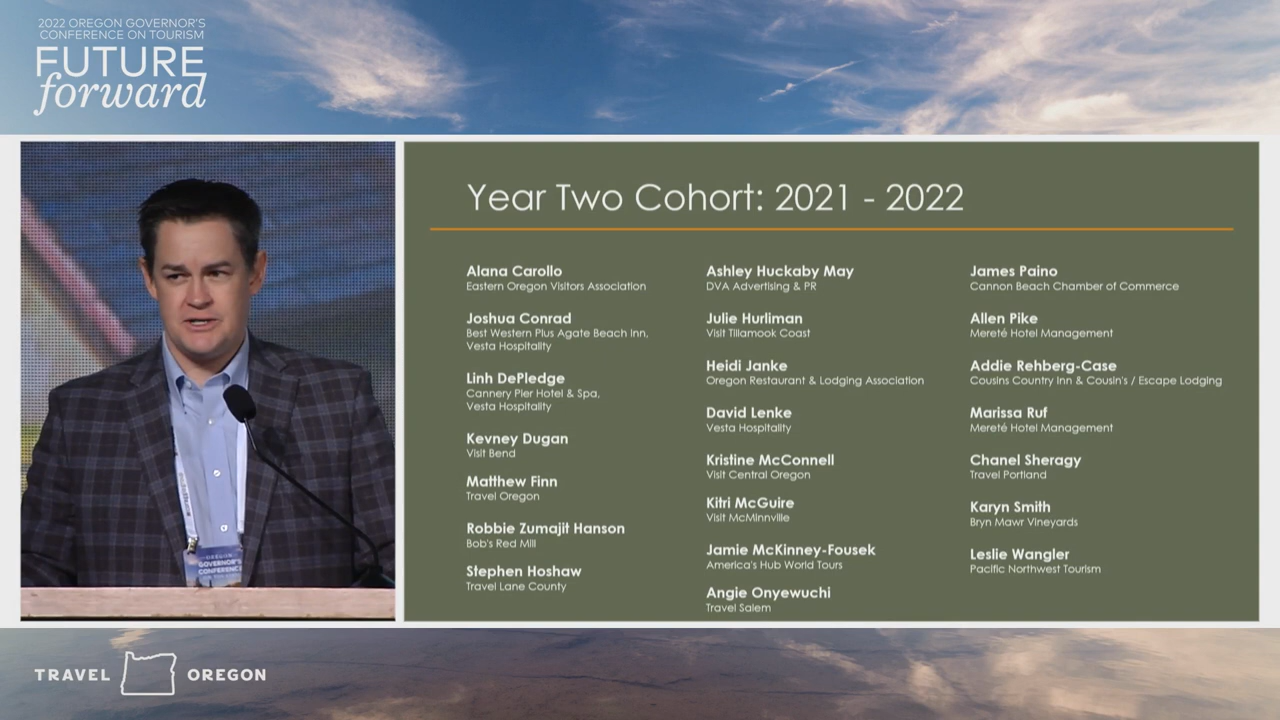 2022 OREGON GOVERNOR'S
CONFERENCE ON TOURISM
FUTURE
forward
Year Two Cohort: 2021 - 2022
Alana Carollo
Eastern Oregon Visitors Association
Joshua Conrad
Best Western Plus Agate Beach Inn,
Vesta Hospitality
Linh DePledge
Cannery Pier Hotel & Spa,
Vesta Hospitality
Kevney Dugan
Visit Bend
Matthew Finn
Travel Oregon
Robbie Zumajit Hanson
Bob's Red Mill
Stephen Hoshaw
Travel Lane County
Ashley Huckaby May
DVA Advertising & PR
Julie Hurliman
Visit Tillamook Coast
Heidi Janke
Oregon Restaurant & Lodging Association
David Lenke
Vesta Hospitality
Kristine McConnell
Visit Central Oregon
Kitri McGuire
Visit McMinnville
Jamie McKinney-Fousek
America's Hub World Tours
Angie Onyewuchi
Travel Salem
James Paino
Cannon Beach Chamber of Commerce
Allen Pike
Mereté Hotel Management
Addie Rehberg-Case
Cousins Country Inn & Cousin's / Escape Lodging
Marissa Ruf
Mereté Hotel Management
Chanel Sheragy
Travel Portland
Karyn Smith
Bryn Mawr Vineyards
Leslie Wangler
Pacific Northwest Tourism
OREGON
GOVERNOR'S
CONFERENCE
TRAVEL OREGON